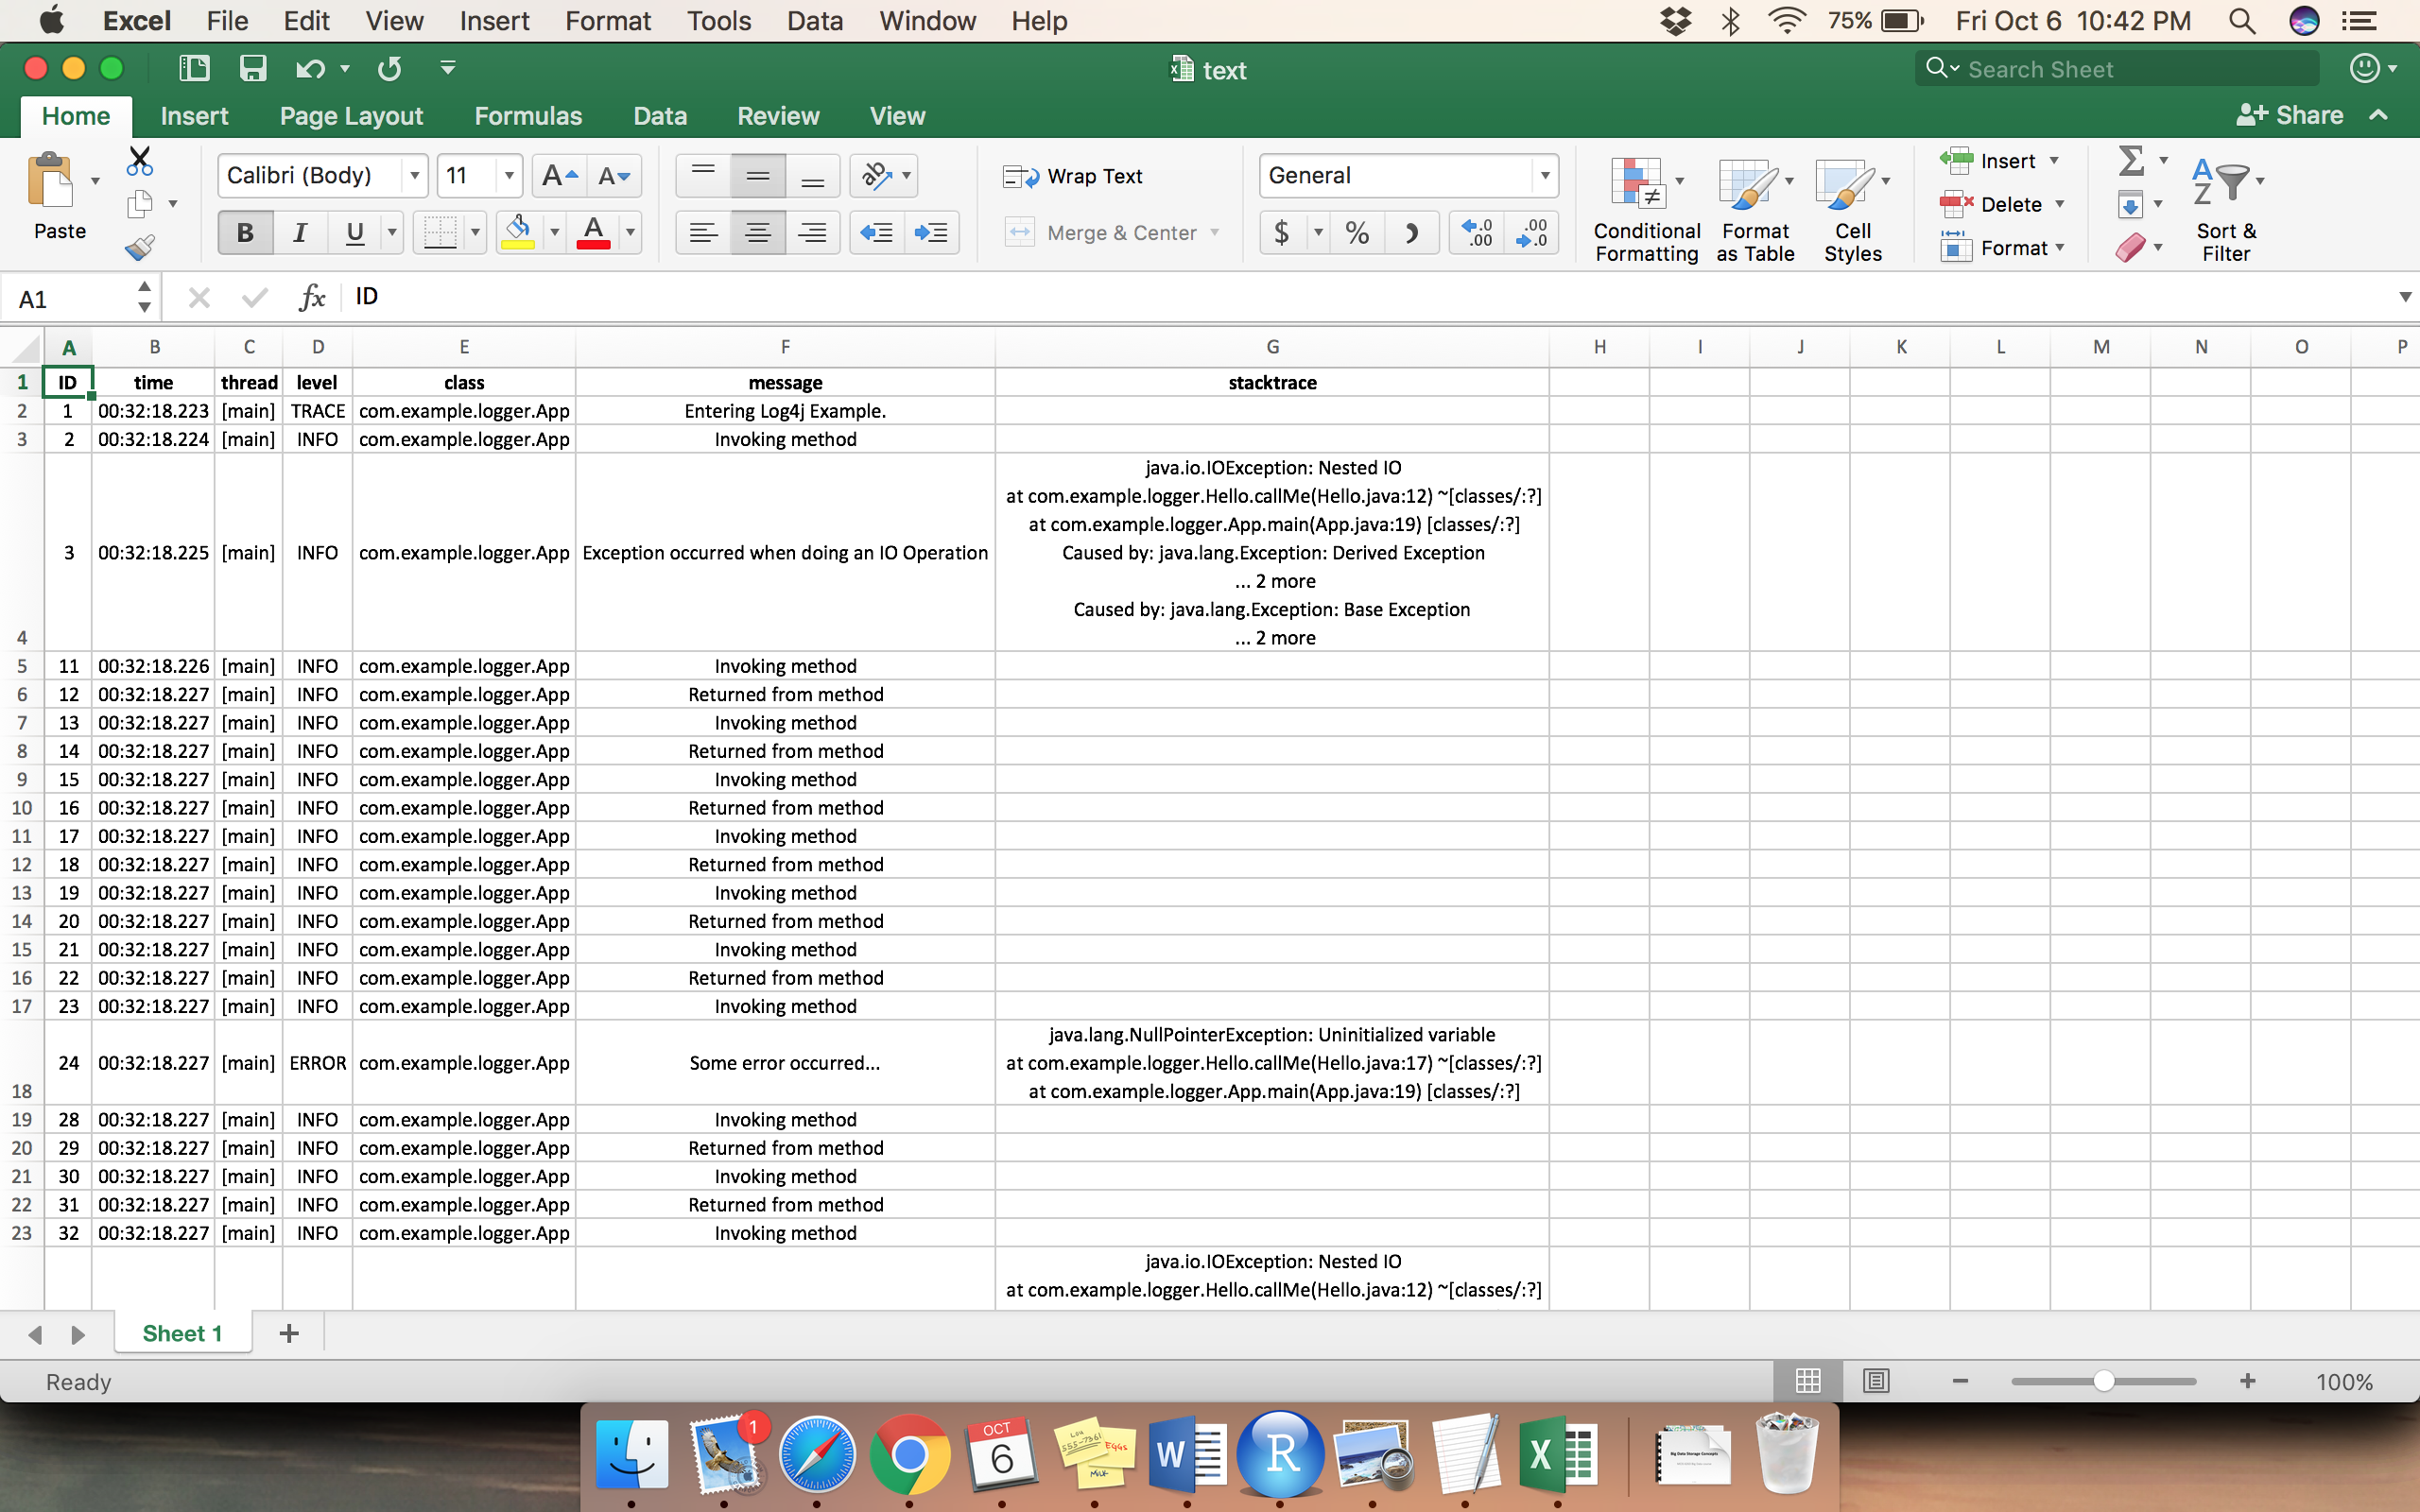 Excel File Edit View Insert Format Tools Data Window Help 75% Fri Oct 6 10:42 PM
text
Search Sheet
Home Insert Page Layout Formulas Data Review View Share
Paste
Calibri (Body) 11 A A
B I U A
ab
Wrap Text
Merge & Center
General
$ % .0 .00 .00 .0
Conditional Formatting
Format as Table
Cell Styles
Insert
Delete
Format
Sort & Filter
A1 fx ID
A B C D E F G H I J K L M N O P
1 ID time thread level class message stacktrace
2 1 00:32:18.223 [main] TRACE com.example.logger.App Entering Log4j Example.
3 2 00:32:18.224 [main] INFO com.example.logger.App Invoking method
java.io.IOException: Nested IO
at com.example.logger.Hello.callMe(Hello.java:12) ~[classes/:?]
at com.example.logger.App.main(App.java:19) [classes/:?]
3 00:32:18.225 [main] INFO com.example.logger.App Exception occurred when doing an IO Operation Caused by: java.lang.Exception: Derived Exception
... 2 more
Caused by: java.lang.Exception: Base Exception
4 ... 2 more
5 11 00:32:18.226 [main] INFO com.example.logger.App Invoking method
6 12 00:32:18.227 [main] INFO com.example.logger.App Returned from method
7 13 00:32:18.227 [main] INFO com.example.logger.App Invoking method
8 14 00:32:18.227 [main] INFO com.example.logger.App Returned from method
9 15 00:32:18.227 [main] INFO com.example.logger.App Invoking method
10 16 00:32:18.227 [main] INFO com.example.logger.App Returned from method
11 17 00:32:18.227 [main] INFO com.example.logger.App Invoking method
12 18 00:32:18.227 [main] INFO com.example.logger.App Returned from method
13 19 00:32:18.227 [main] INFO com.example.logger.App Invoking method
14 20 00:32:18.227 [main] INFO com.example.logger.App Returned from method
15 21 00:32:18.227 [main] INFO com.example.logger.App Invoking method
16 22 00:32:18.227 [main] INFO com.example.logger.App Returned from method
17 23 00:32:18.227 [main] INFO com.example.logger.App Invoking method
java.lang.NullPointerException: Uninitialized variable
24 00:32:18.227 [main] ERROR com.example.logger.App Some error occurred... at com.example.logger.Hello.callMe(Hello.java:17) ~[classes/:?]
18 at com.example.logger.App.main(App.java:19) [classes/:?]
19 28 00:32:18.227 [main] INFO com.example.logger.App Invoking method
20 29 00:32:18.227 [main] INFO com.example.logger.App Returned from method
21 30 00:32:18.227 [main] INFO com.example.logger.App Invoking method
22 31 00:32:18.227 [main] INFO com.example.logger.App Returned from method
23 32 00:32:18.227 [main] INFO com.example.logger.App Invoking method
java.io.IOException: Nested IO
at com.example.logger.Hello.callMe(Hello.java:12) ~[classes/:?]
Sheet 1
Ready 100%
1
OCT
6
555-7361
EGGS
MILK
W
R
X
Big Data Storage Concepts